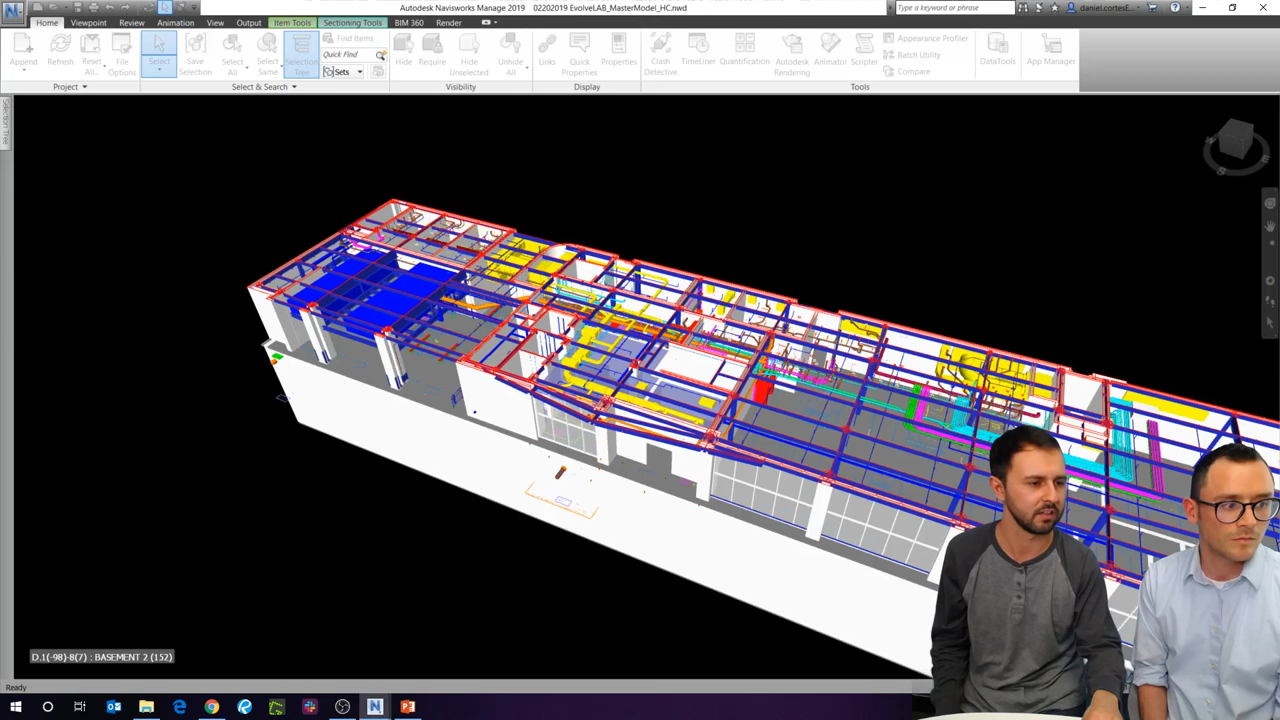 Autodesk Navisworks Manage 2019 02202019 EvolveLAB_MasterModel_HC.nwd
Type a keyword or phrase
daniel.cortesE...
Home Viewpoint Review Animation View Output Item Tools Sectioning Tools BIM 360 Render
Append Refresh Reset All... File Options
Select Save Selection Select All Select Same Selection Tree
Find Items
Quick Find
Sets
Hide Require Hide Unselected Unhide All
Links Quick Properties Properties
Clash Detective TimeLiner Quantification Autodesk Rendering Animator Scripter
Appearance Profiler
Batch Utility
Compare
DataTools App Manager
Project Select & Search Visibility Display Tools
Selection Tree
W S E
D.1(-98)-8(7) : BASEMENT 2 (152)
Ready